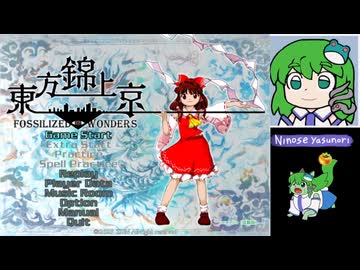 東方錦上京
FOSSILIZED WONDERS
Game Start
Extra Start
Practice
Spell Practice
Replay
Player Data
Music Room
Option
Manual
Quit
Ninose Yasunori